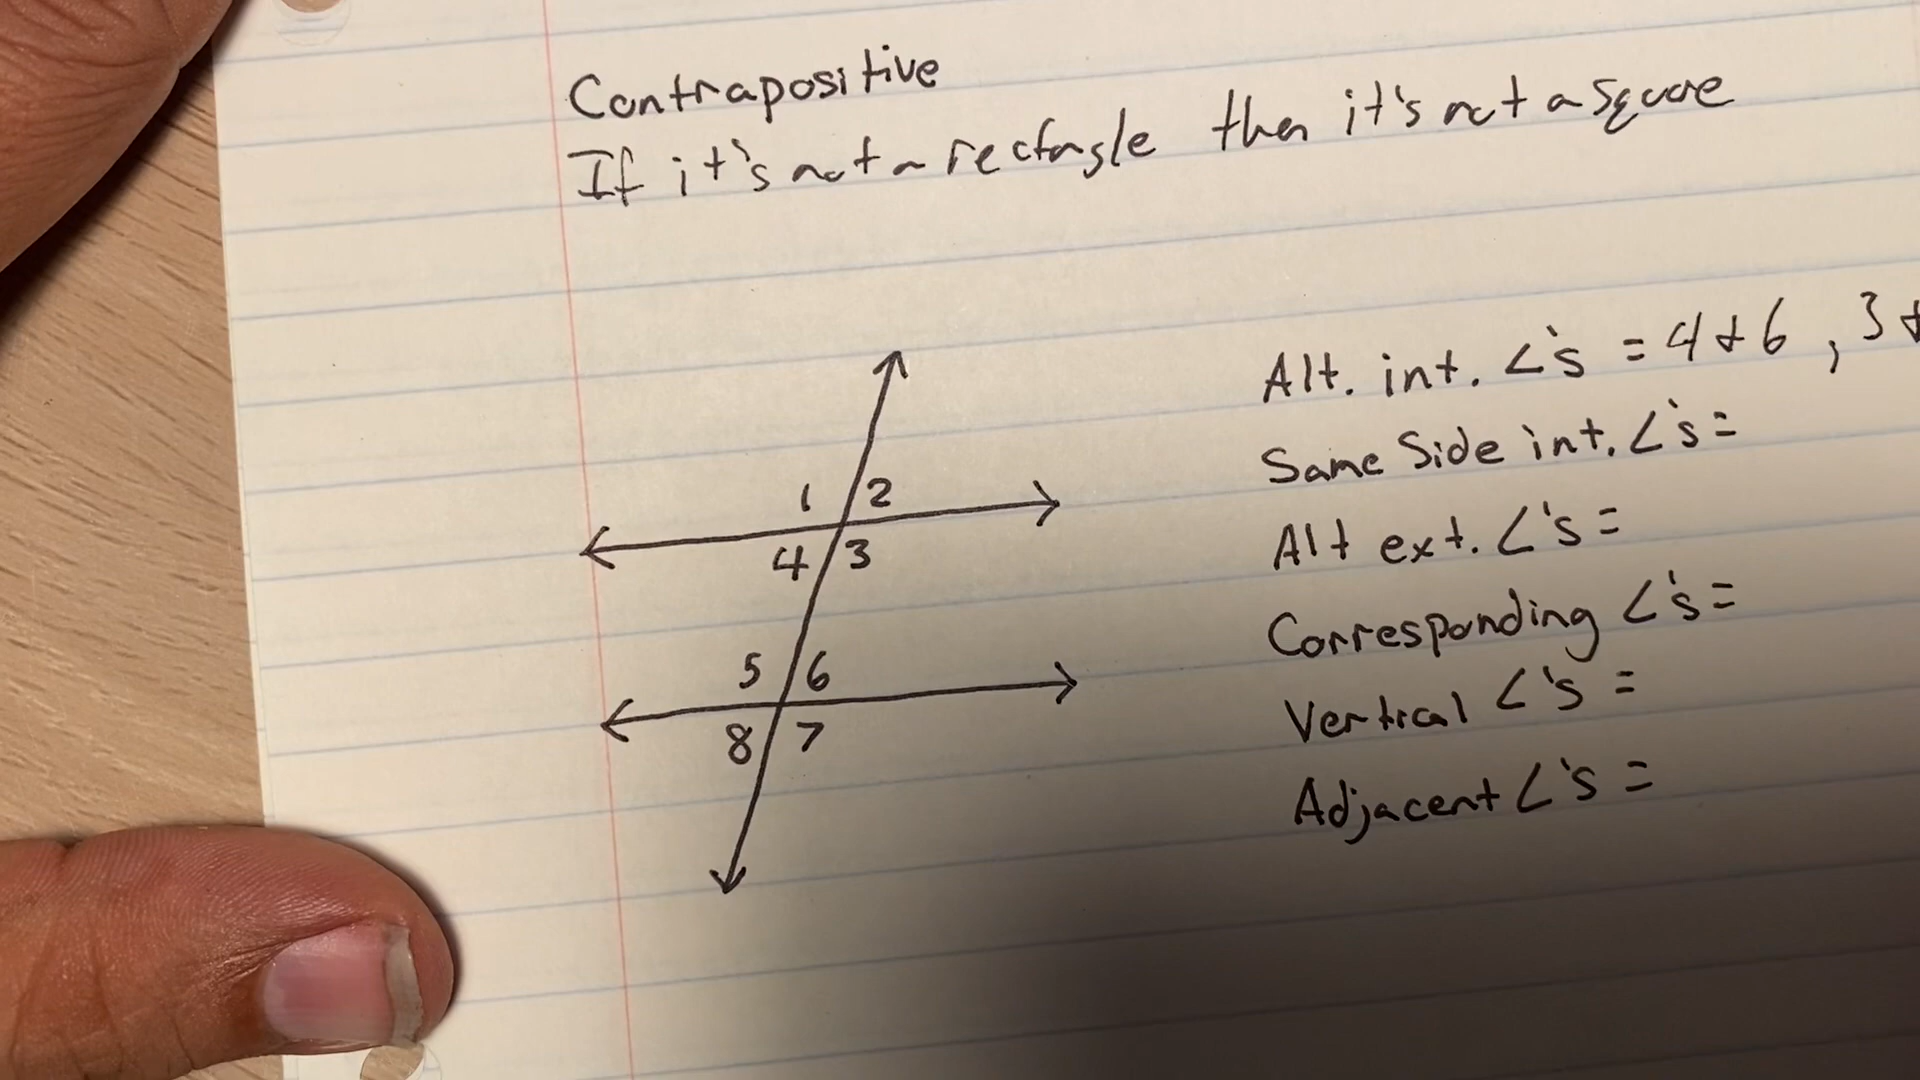 Contrapositive
If it's not a rectangle then it's not a square
Alt. int. ∠'s = 4 & 6 , 3 &
Same Side int. ∠'s =
Alt ext. ∠'s =
Corresponding ∠'s =
Vertical ∠'s =
Adjacent ∠'s =
1 2
4 3
5 6
8 7